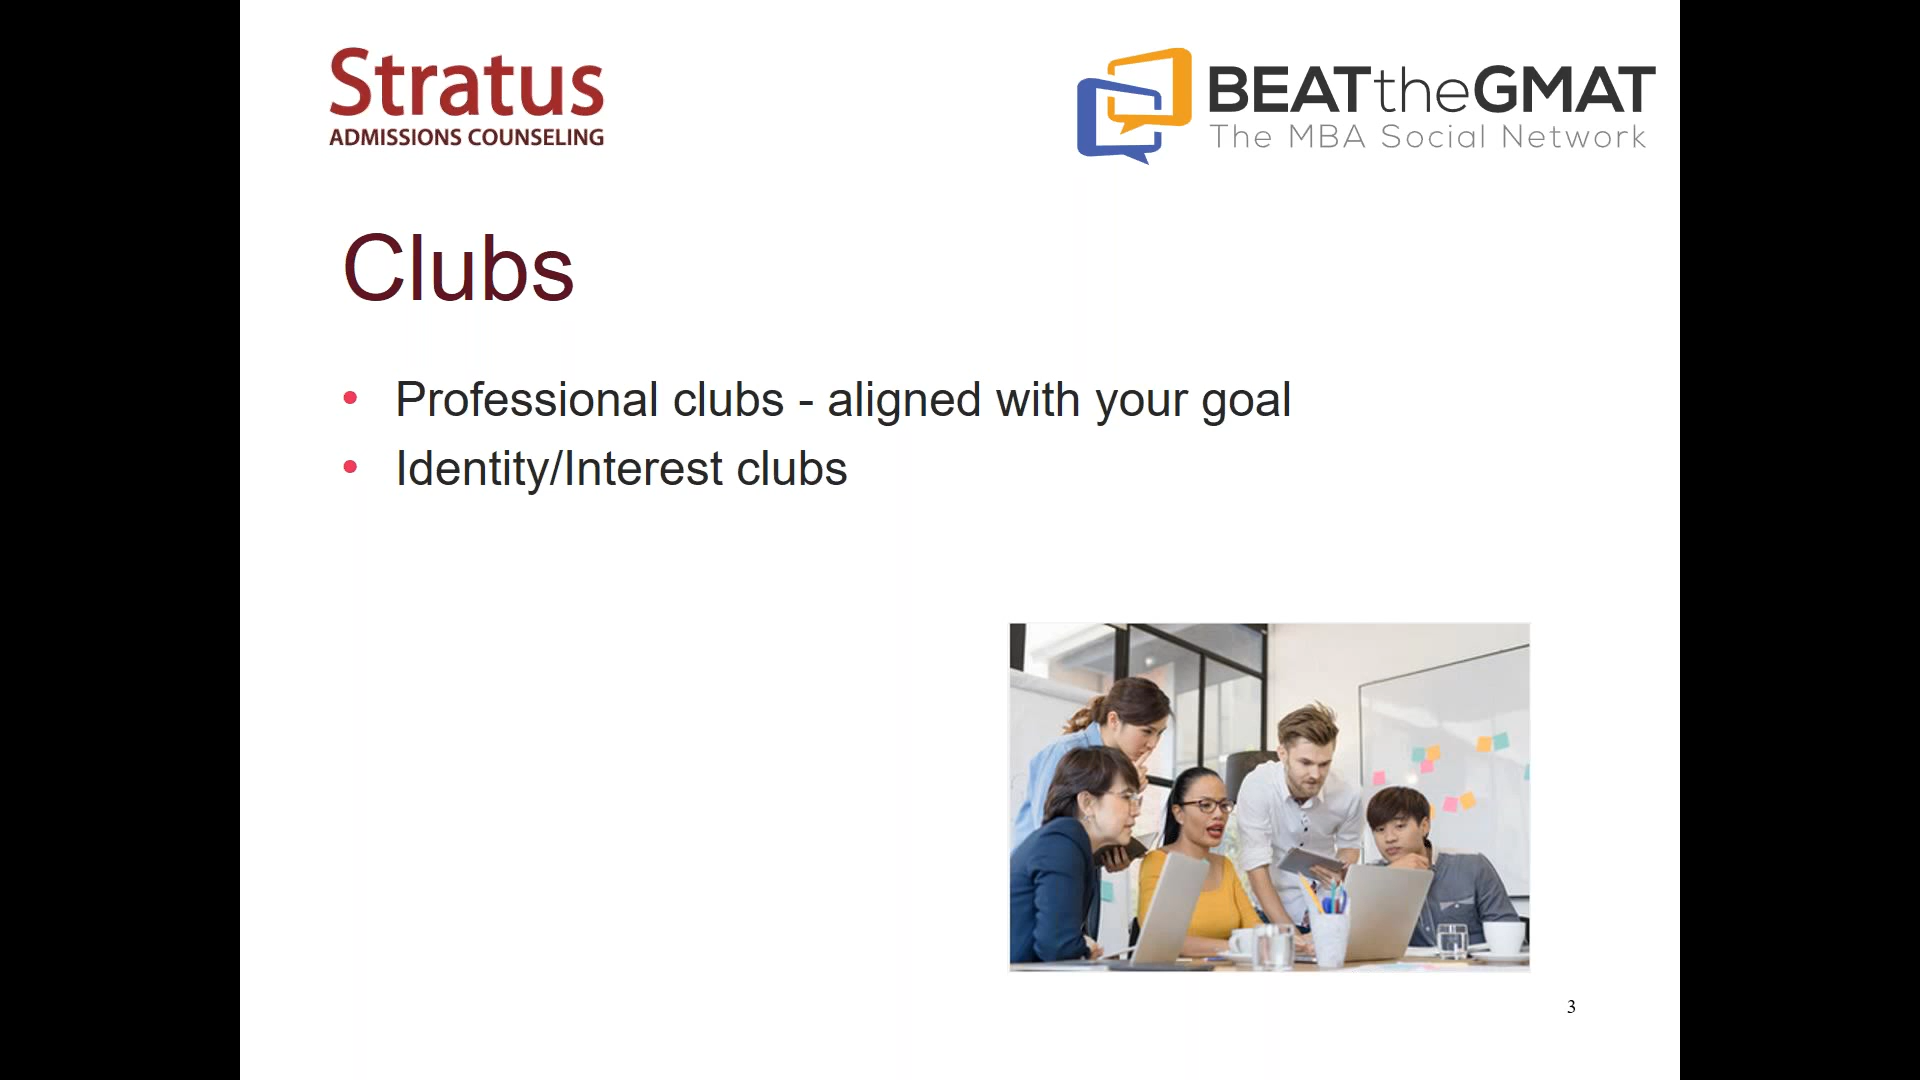 Stratus
ADMISSIONS COUNSELING
BEATtheGMAT
The MBA Social Network
Clubs
• Professional clubs - aligned with your goal
• Identity/Interest clubs
3